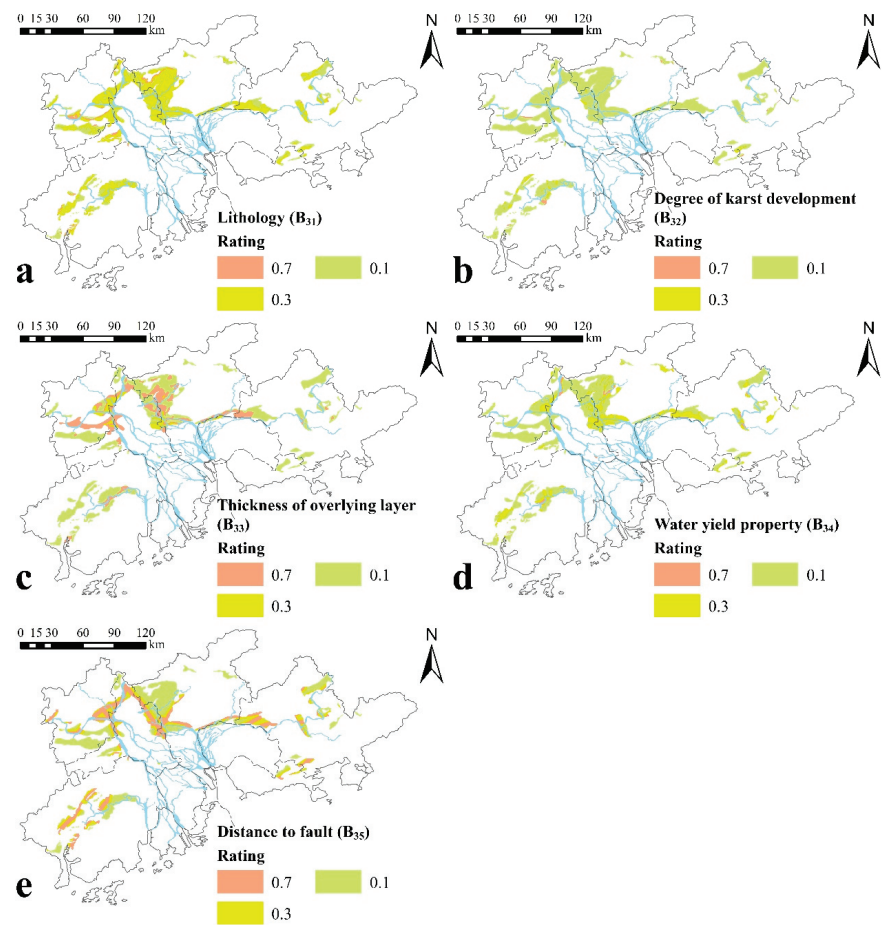 0 15 30 60 90 120
km
N
Lithology (B31)
Rating
0.7 0.1
0.3
a
0 15 30 60 90 120
km
N
Degree of karst development
(B32)
Rating
0.7 0.1
0.3
b
0 15 30 60 90 120
km
N
Thickness of overlying layer
(B33)
Rating
0.7 0.1
0.3
c
0 15 30 60 90 120
km
N
Water yield property (B34)
Rating
0.7 0.1
0.3
d
0 15 30 60 90 120
km
N
Distance to fault (B35)
Rating
0.7 0.1
0.3
e